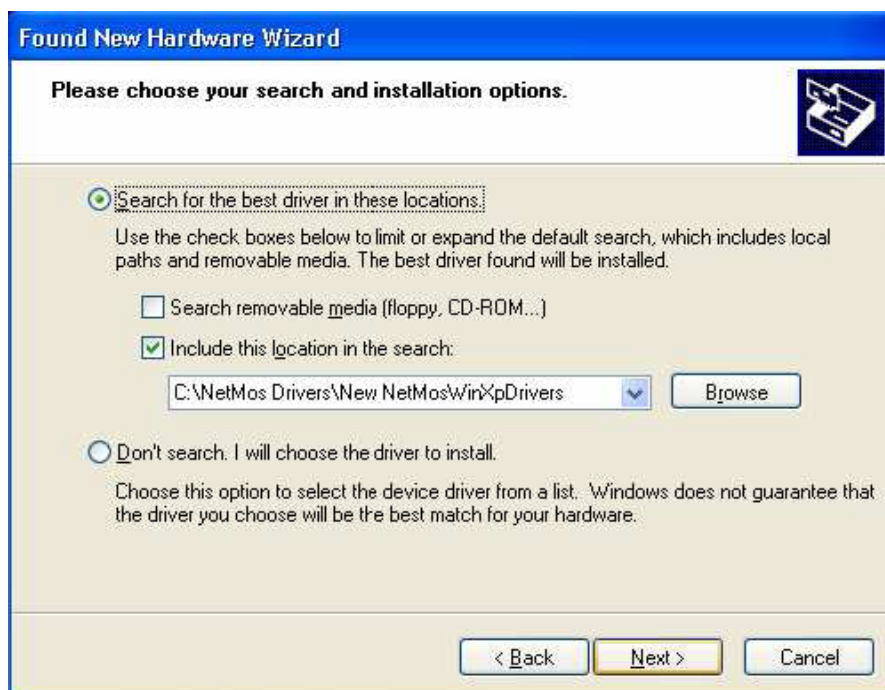 Found New Hardware Wizard
Please choose your search and installation options.
Search for the best driver in these locations.
Use the check boxes below to limit or expand the default search, which includes local
paths and removable media. The best driver found will be installed.
Search removable media (floppy, CD-ROM...)
Include this location in the search:
C:\NetMos Drivers\New NetMosWinXpDrivers
Browse
Don't search. I will choose the driver to install.
Choose this option to select the device driver from a list. Windows does not guarantee that
the driver you choose will be the best match for your hardware.
< Back Next > Cancel